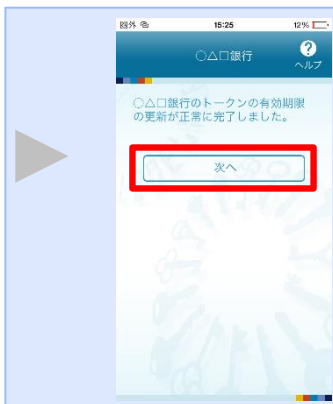 圏外
15:25
12%
○△□銀行
?
ヘルプ
○△□銀行のトークンの有効期限
の更新が正常に完了しました。
次へ